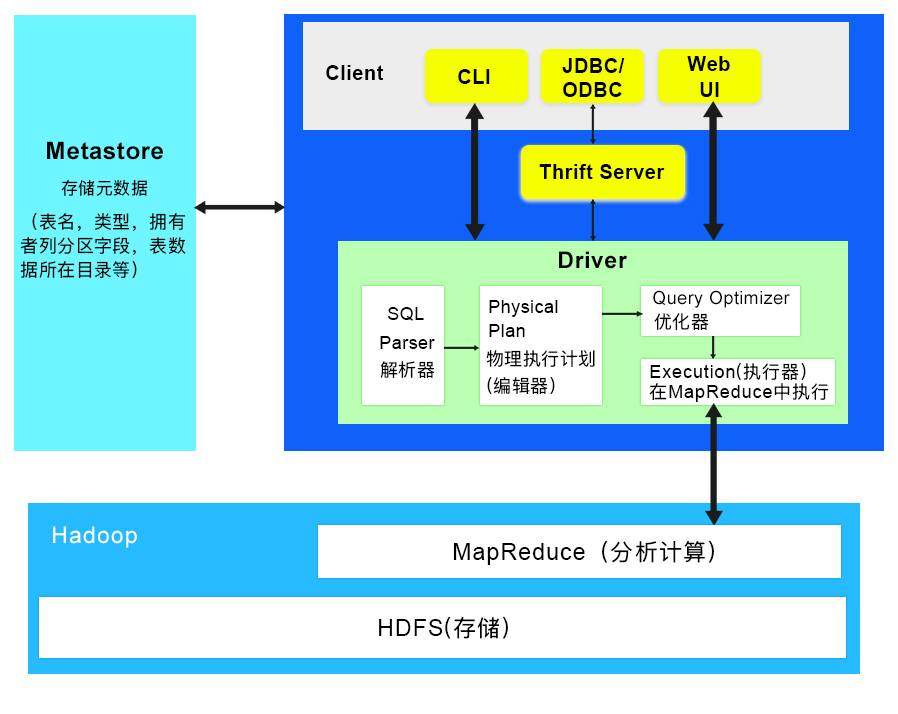 Metastore
存储元数据
（表名，类型，拥有
者列分区字段，表数
据所在目录等）
Client
CLI
JDBC/
ODBC
Web
UI
Thrift Server
Driver
SQL
Parser
解析器
Physical
Plan
物理执行计划
(编辑器）
Query Optimizer
优化器
Execution(执行器）
在MapReduce中执行
Hadoop
MapReduce（分析计算）
HDFS(存储）